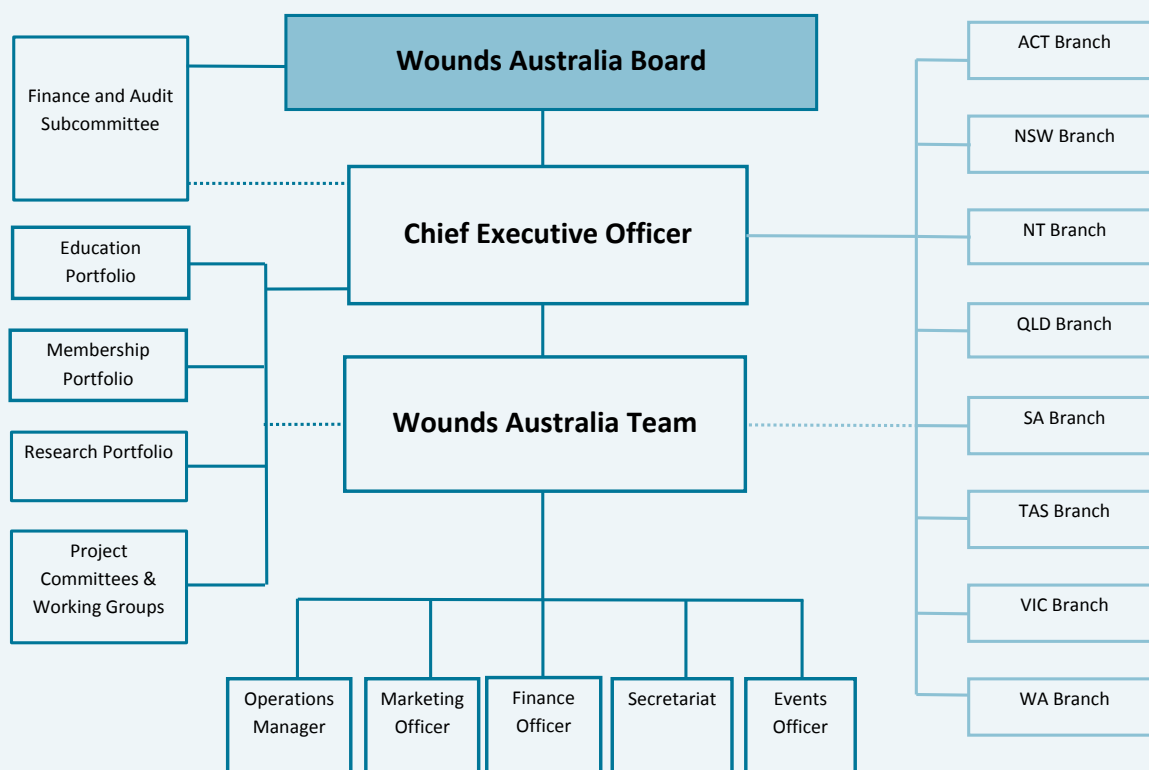 Wounds Australia Board
Finance and Audit
Subcommittee
Chief Executive Officer
Education
Portfolio
Membership
Portfolio
Research Portfolio
Project
Committees &
Working Groups
Wounds Australia Team
Operations
Manager
Marketing
Officer
Finance
Officer
Secretariat
Events
Officer
ACT Branch
NSW Branch
NT Branch
QLD Branch
SA Branch
TAS Branch
VIC Branch
WA Branch